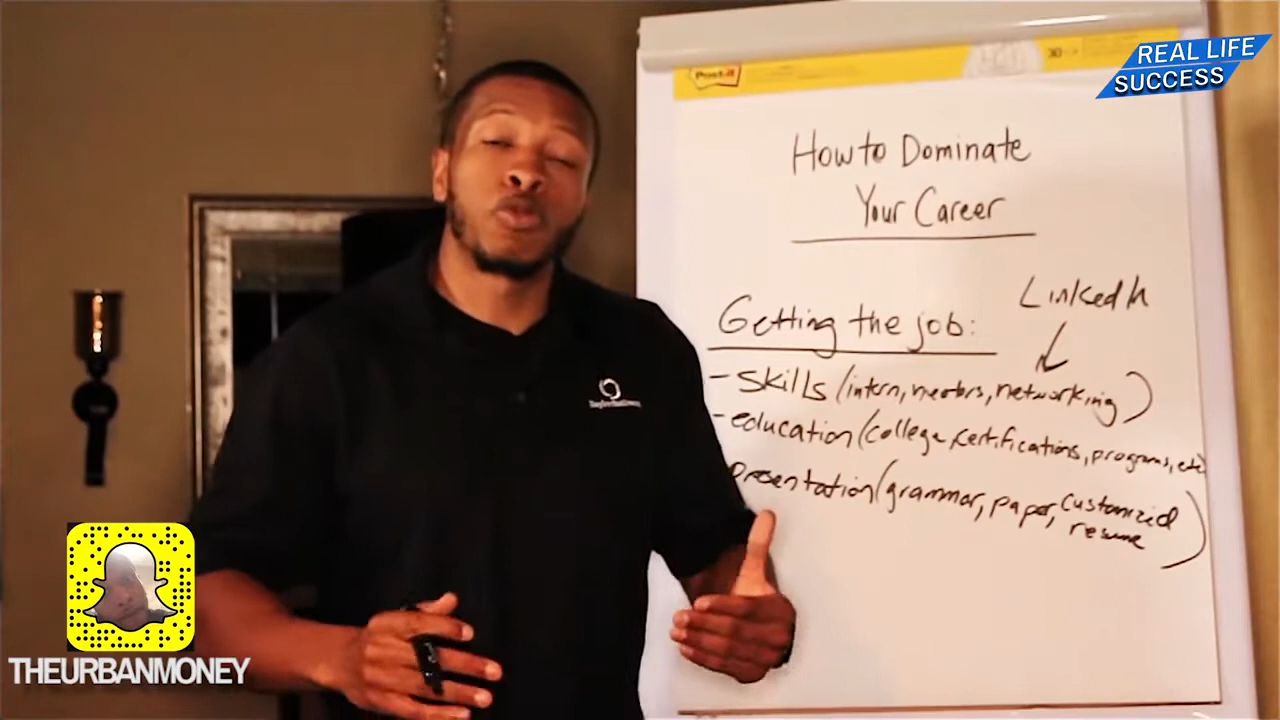 REAL LIFE
SUCCESS
Post-it
How to Dominate
Your Career
LinkedIn
Getting the job:
- Skills (intern, mentors, networking)
- education (college, certifications, programs, etc)
presentation (grammar, paper, customized
resume)
THEURBANMONEY